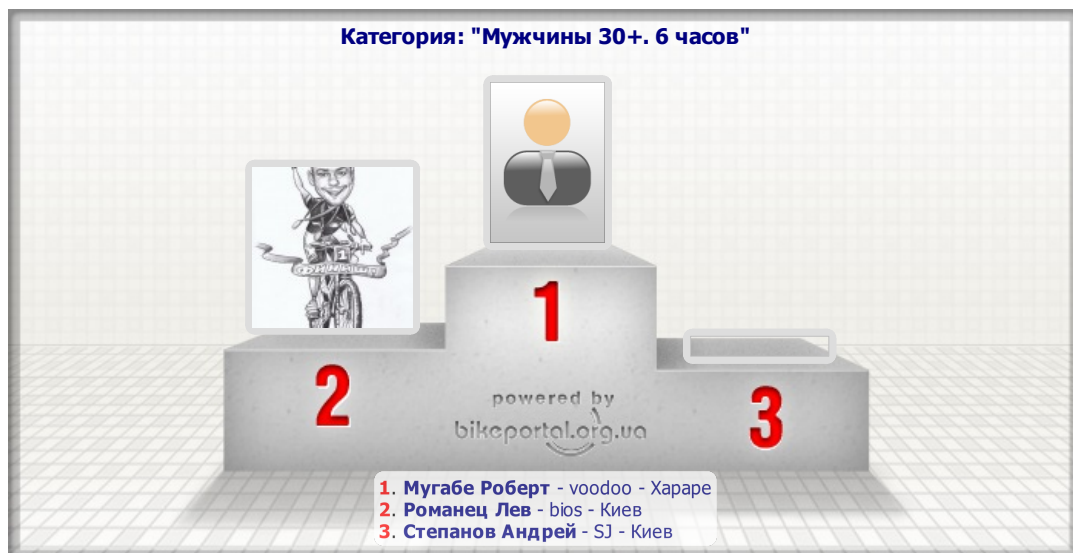 Категория: "Мужчины 30+. 6 часов"
1
2
3
powered by
bikeportal.org.ua
1. Мугабе Роберт - voodoo - Хараре
2. Романец Лев - bios - Киев
3. Степанов Андрей - SJ - Киев